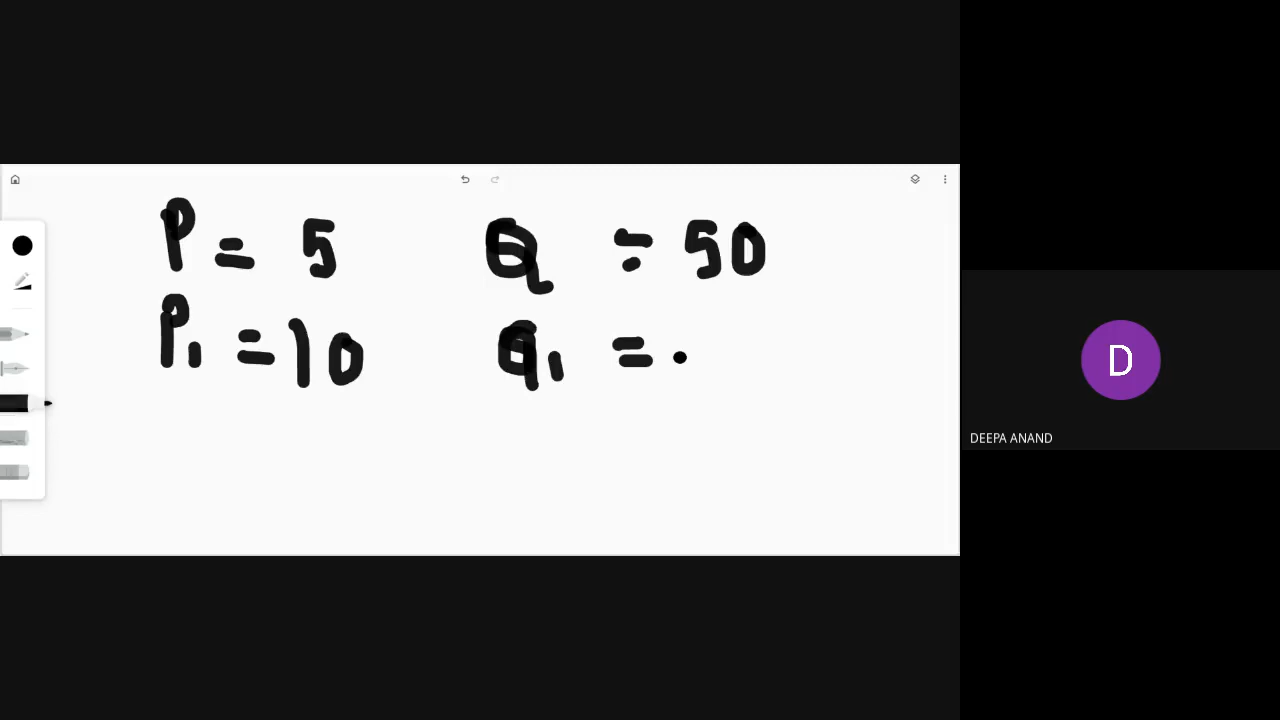 P = 5 Q = 50
P1 = 10 Q1 =
D
DEEPA ANAND